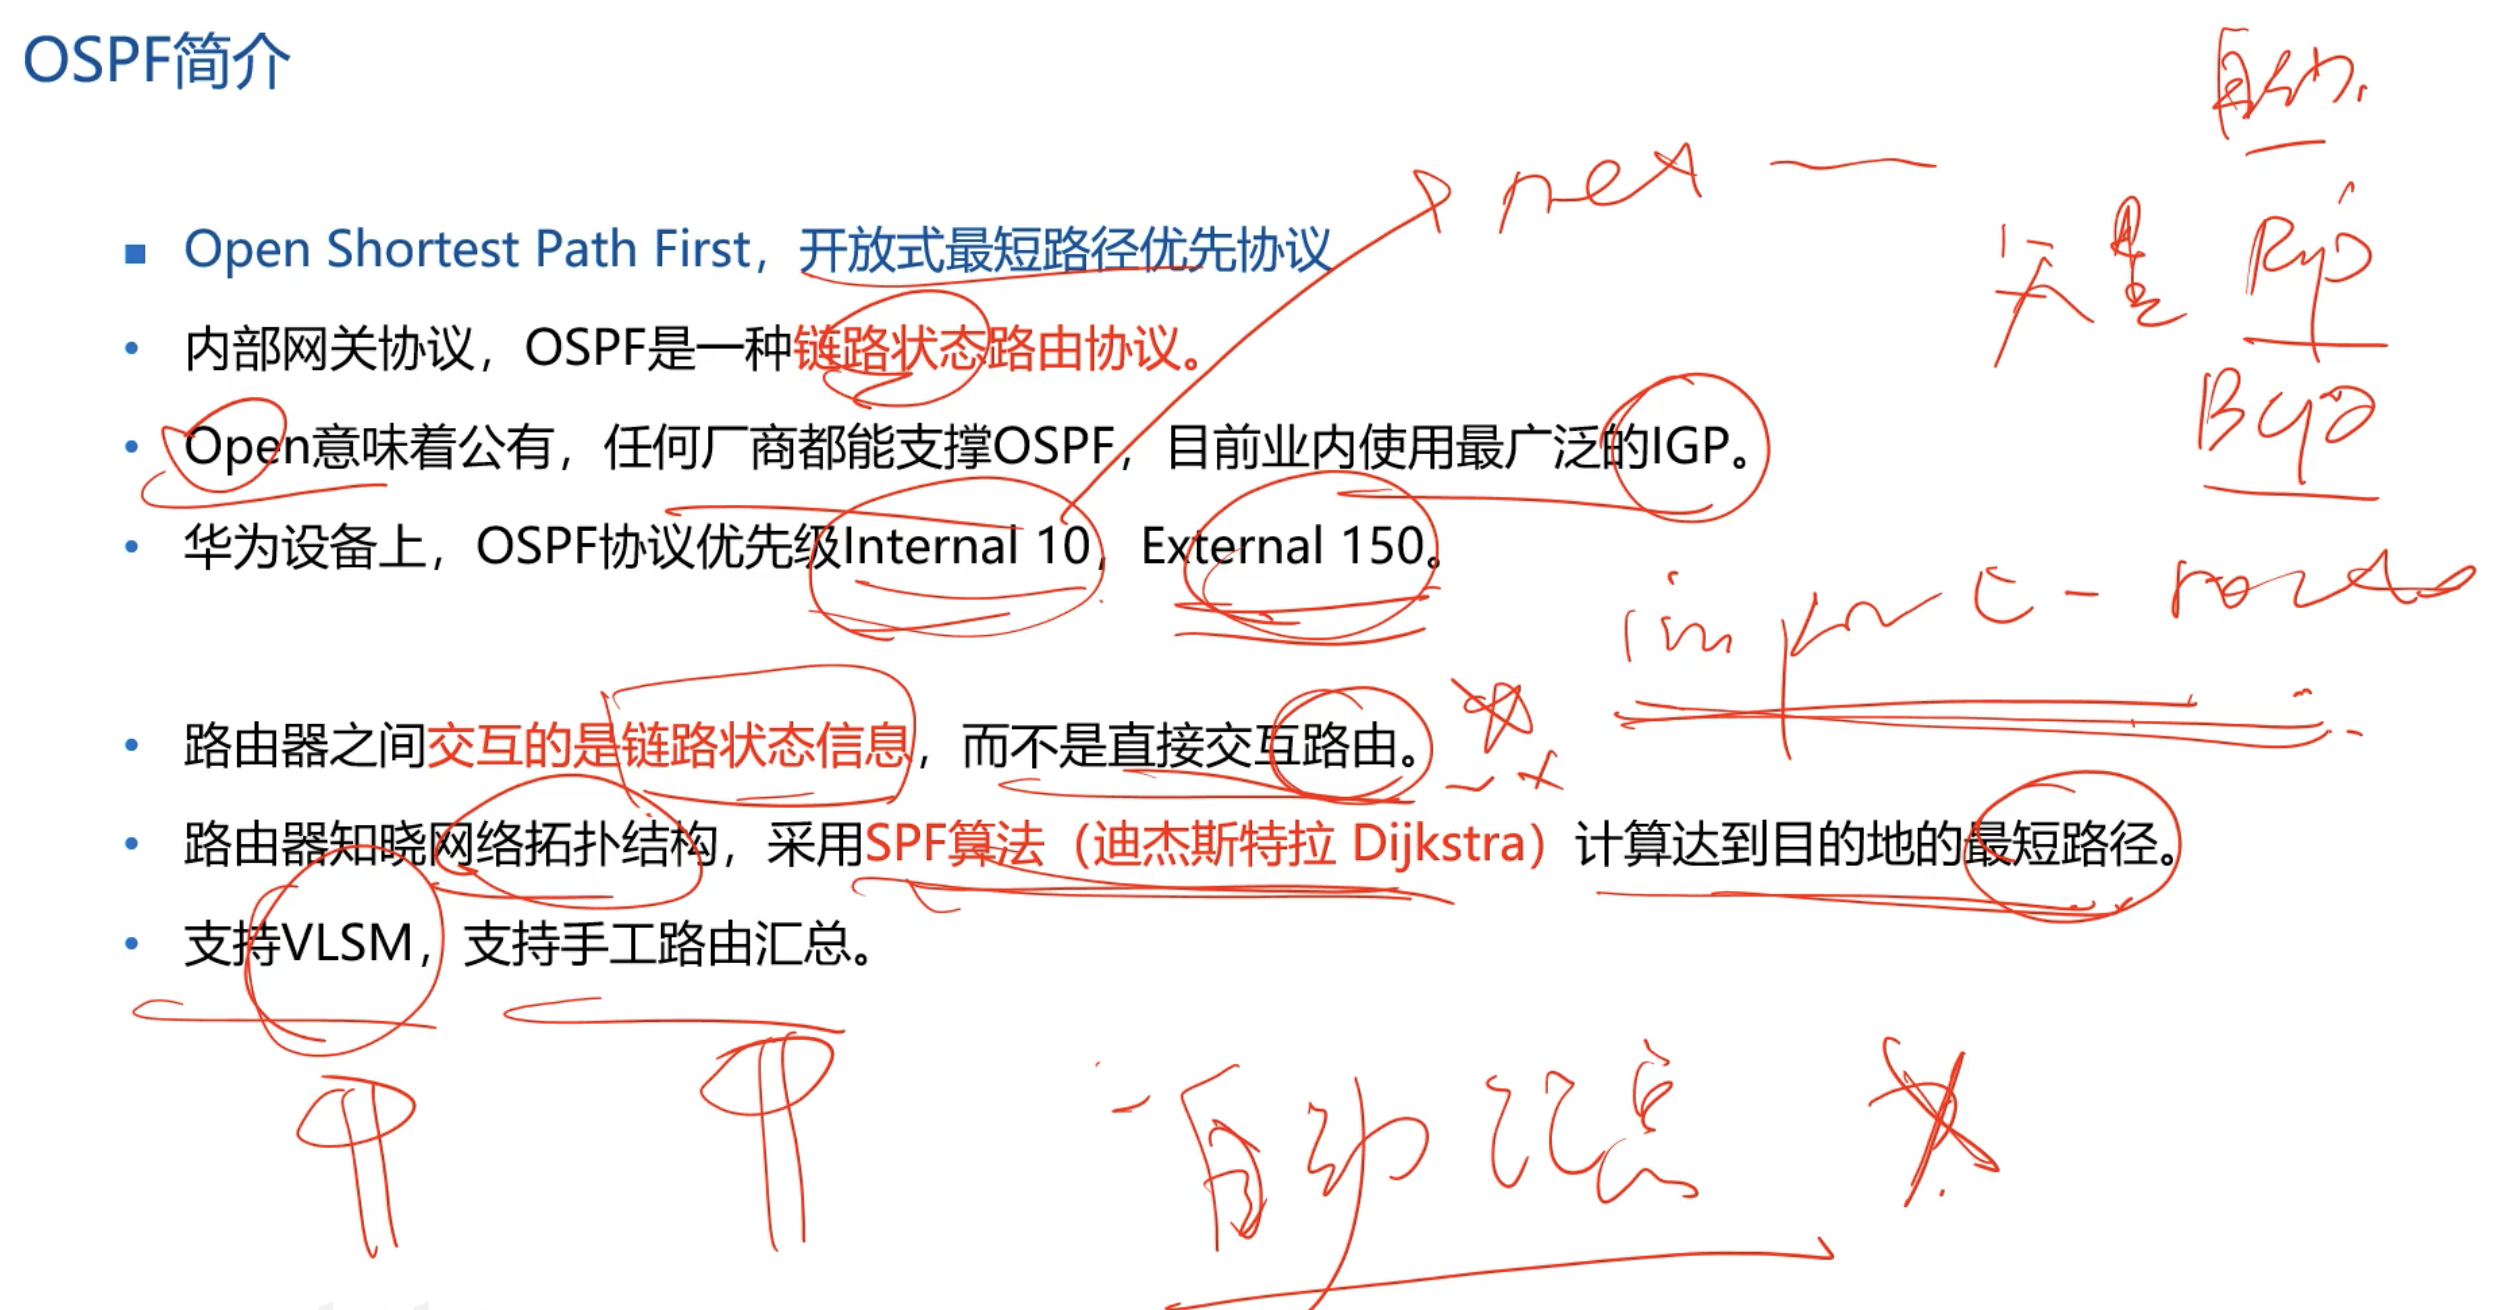 OSPF简介
Open Shortest Path First，开放式最短路径优先协议
内部网关协议，OSPF是一种链路状态路由协议。
Open意味着公有，任何厂商都能支撑OSPF，目前业内使用最广泛的IGP。
华为设备上，OSPF协议优先级Internal 10，External 150。
路由器之间交互的是链路状态信息，而不是直接交互路由。
路由器知晓网络拓扑结构，采用SPF算法（迪杰斯特拉 Dijkstra）计算达到目的地的最短路径。
支持VLSM，支持手工路由汇总。
自动汇总